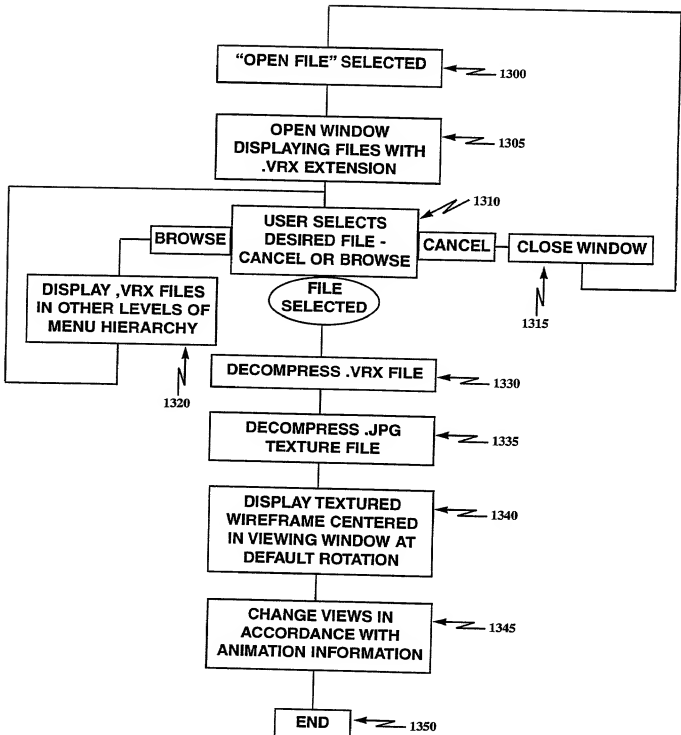 "OPEN FILE" SELECTED
1300
OPEN WINDOW
DISPLAYING FILES WITH
.VRX EXTENSION
1305
USER SELECTS
DESIRED FILE -
CANCEL OR BROWSE
1310
BROWSE
CANCEL
CLOSE WINDOW
1315
DISPLAY ,VRX FILES
IN OTHER LEVELS OF
MENU HIERARCHY
1320
FILE
SELECTED
DECOMPRESS .VRX FILE
1330
DECOMPRESS .JPG
TEXTURE FILE
1335
DISPLAY TEXTURED
WIREFRAME CENTERED
IN VIEWING WINDOW AT
DEFAULT ROTATION
1340
CHANGE VIEWS IN
ACCORDANCE WITH
ANIMATION INFORMATION
1345
END
1350